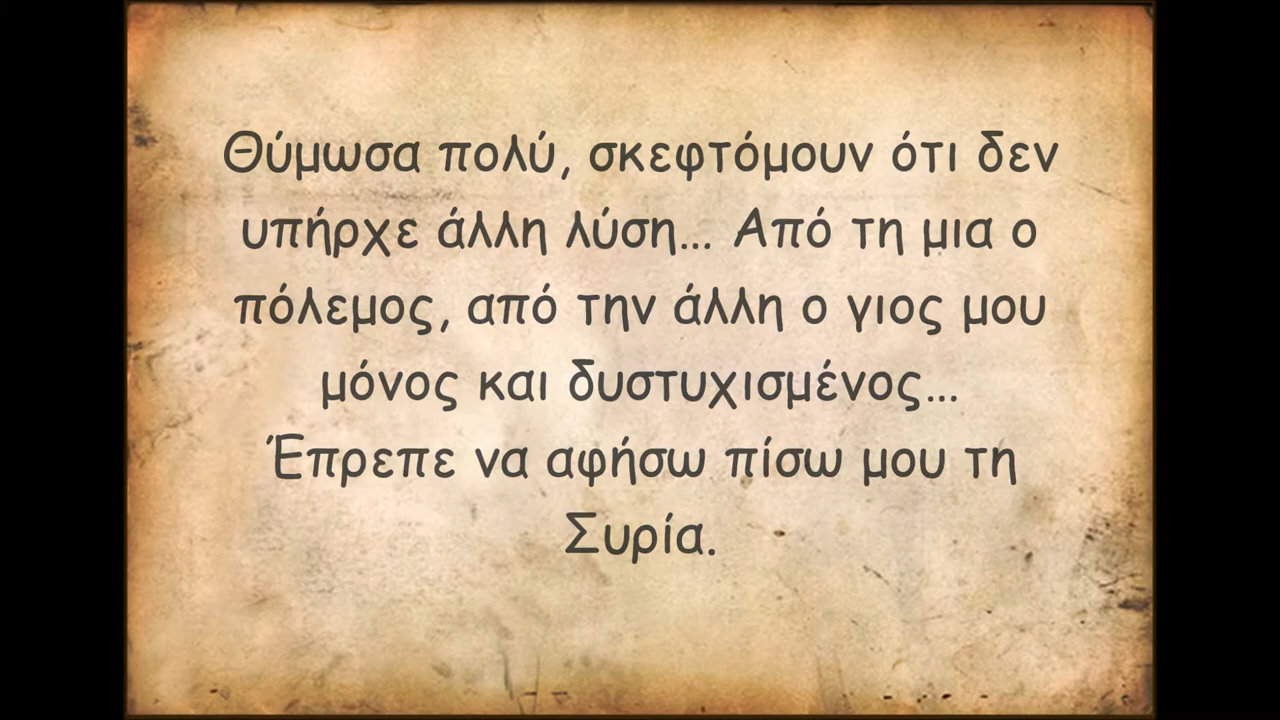 Θύμωσα πολύ, σκεφτόμουν ότι δεν
υπήρχε άλλη λύση... Από τη μια ο
πόλεμος, από την άλλη ο γιος μου
μόνος και δυστυχισμένος...
Έπρεπε να αφήσω πίσω μου τη
Συρία.